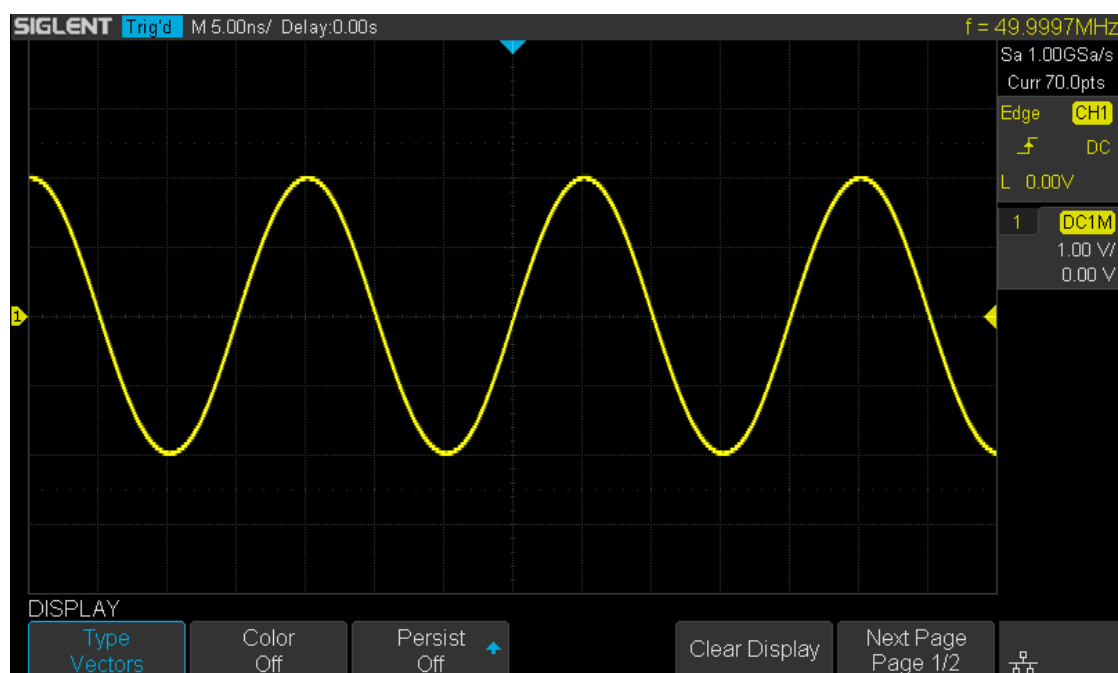 SIGLENT Trig'd M 5.00ns/ Delay:0.00s f = 49.9997MHz
Sa 1.00GSa/s
Curr 70.0pts
Edge CH1
DC
L 0.00V
1 DC1M
1.00 V/
0.00 V
1
DISPLAY
Type
Vectors
Color
Off
Persist
Off
Clear Display
Next Page
Page 1/2